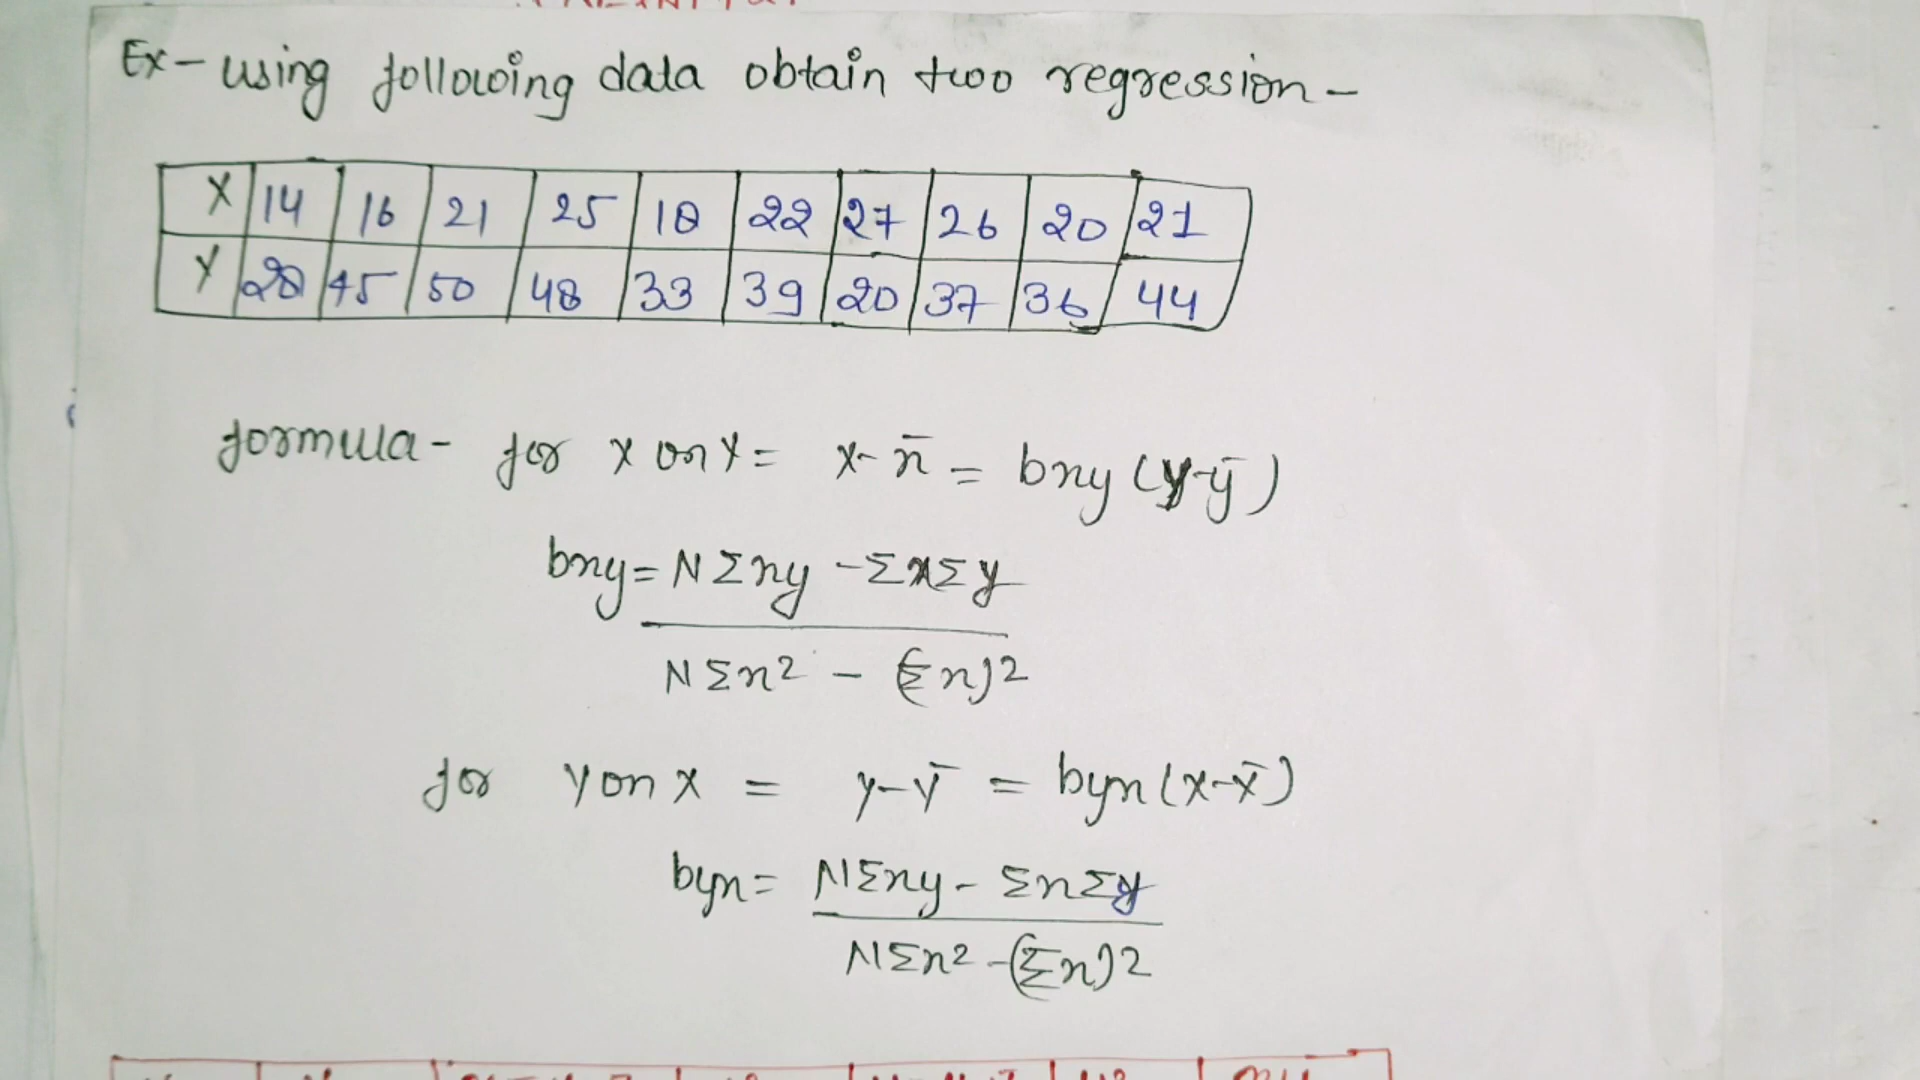 Ex- using following data obtain two regression-
X 14 16 21 25 18 22 27 26 20 21
Y 28 45 50 48 33 39 20 37 36 44
formula- for x on y = x-x̄ = bxy (y-ȳ)
bxy = NΣxy -ΣxΣy
NΣx² - (Σx)²
for y on x = y-ȳ = byx (x-x̄)
byx = NΣxy - ΣxΣy
NΣx² -(Σx)²